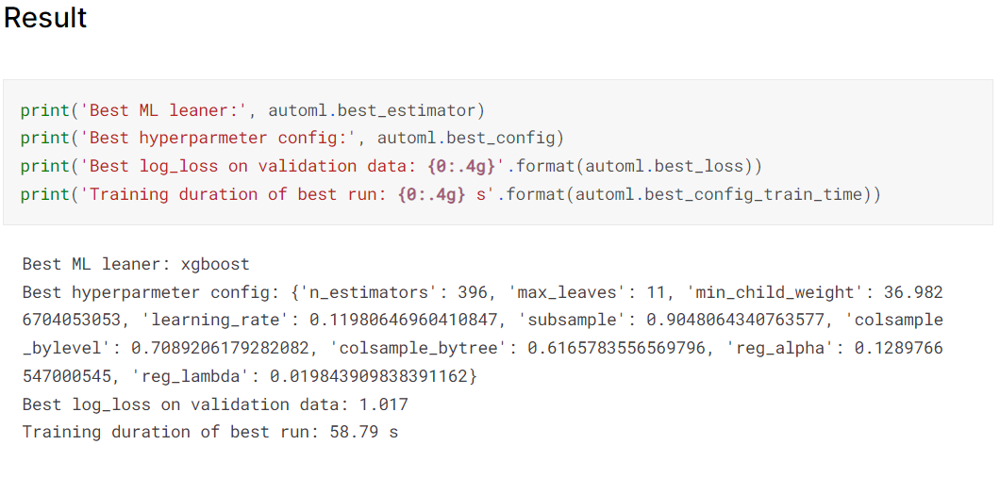 Result
print('Best ML leaner:', automl.best_estimator)
print('Best hyperparmeter config:', automl.best_config)
print('Best log_loss on validation data: {0:.4g}'.format(automl.best_loss))
print('Training duration of best run: {0:.4g} s'.format(automl.best_config_train_time))
Best ML leaner: xgboost
Best hyperparmeter config: {'n_estimators': 396, 'max_leaves': 11, 'min_child_weight': 36.982
6704053053, 'learning_rate': 0.11980646960410847, 'subsample': 0.9048064340763577, 'colsample
_bylevel': 0.7089206179282082, 'colsample_bytree': 0.6165783556569796, 'reg_alpha': 0.1289766
547000545, 'reg_lambda': 0.019843909838391162}
Best log_loss on validation data: 1.017
Training duration of best run: 58.79 s